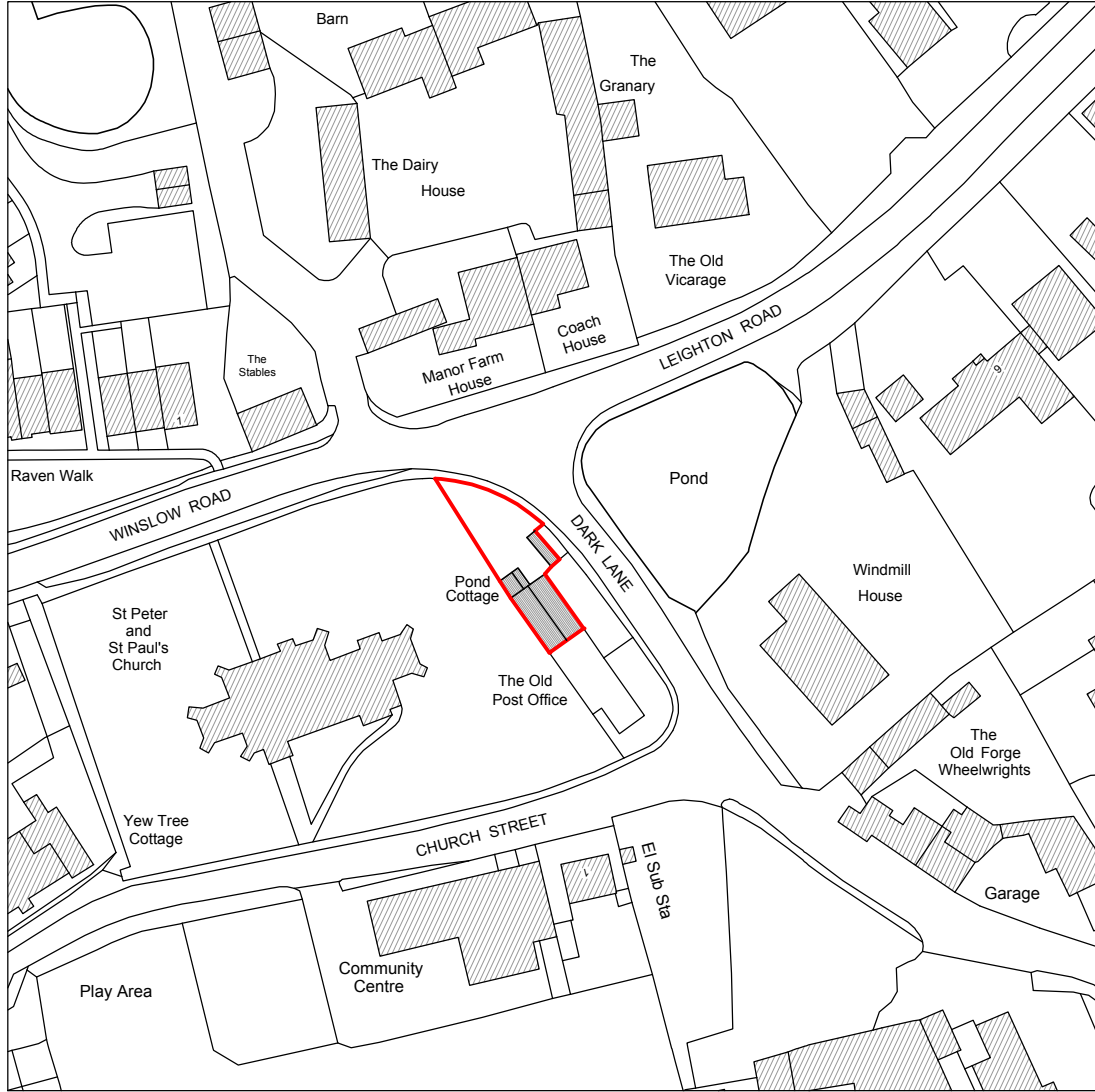 Barn
The
Granary
The Dairy
House
The Old
Vicarage
LEIGHTON ROAD
Coach
House
Manor Farm
House
The
Stables
1
9
Raven Walk
WINSLOW ROAD
Pond
DARK LANE
Pond
Cottage
Windmill
House
St Peter
and
St Paul's
Church
The Old
Post Office
The
Old Forge
Wheelwrights
Yew Tree
Cottage
CHURCH STREET
El Sub Sta
1
Garage
Community
Centre
Play Area